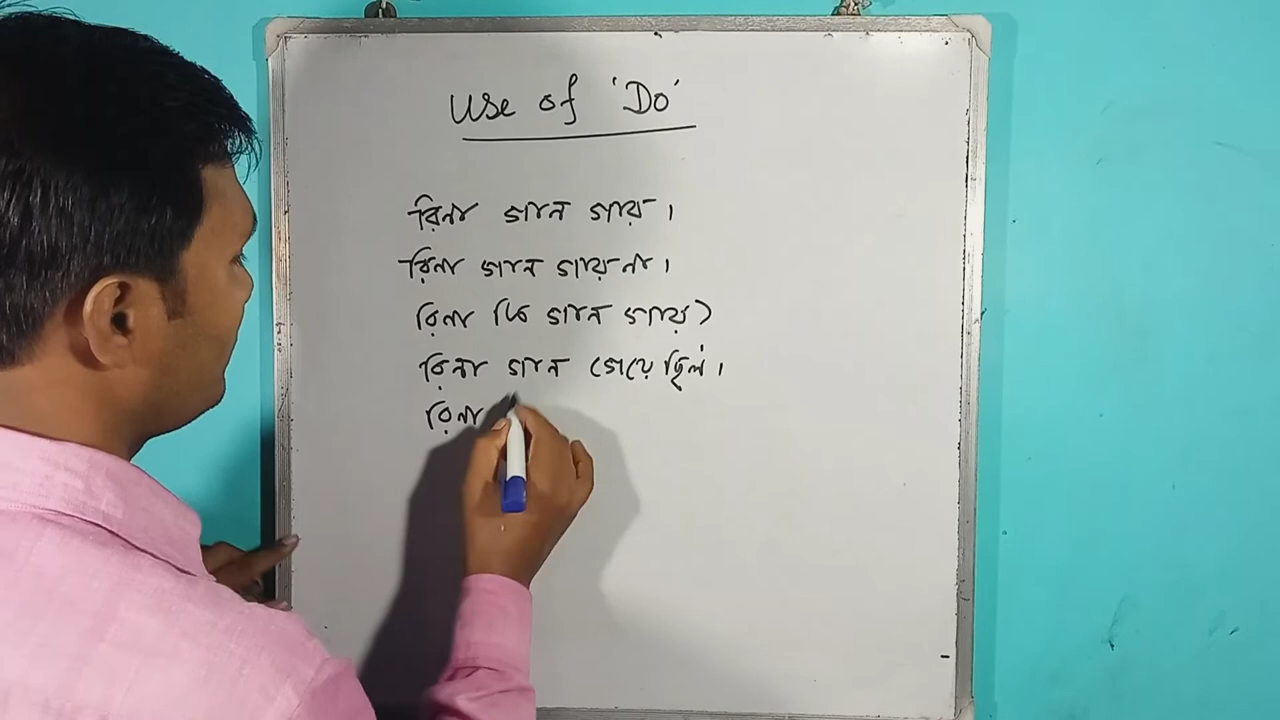 Use of 'Do'
রিনা গান গায়।
রিনা গান গায় না।
রিনা কি গান গায়?
রিনা গান গেয়েছিল।
রিনা